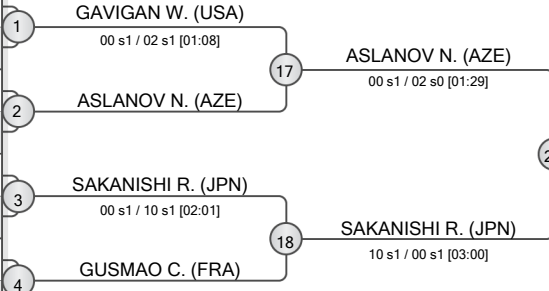 GAVIGAN W. (USA)
1
00 s1 / 02 s1 [01:08]
17
ASLANOV N. (AZE)
00 s1 / 02 s0 [01:29]
2
ASLANOV N. (AZE)
3
SAKANISHI R. (JPN)
00 s1 / 10 s1 [02:01]
18
SAKANISHI R. (JPN)
10 s1 / 00 s1 [03:00]
4
GUSMAO C. (FRA)